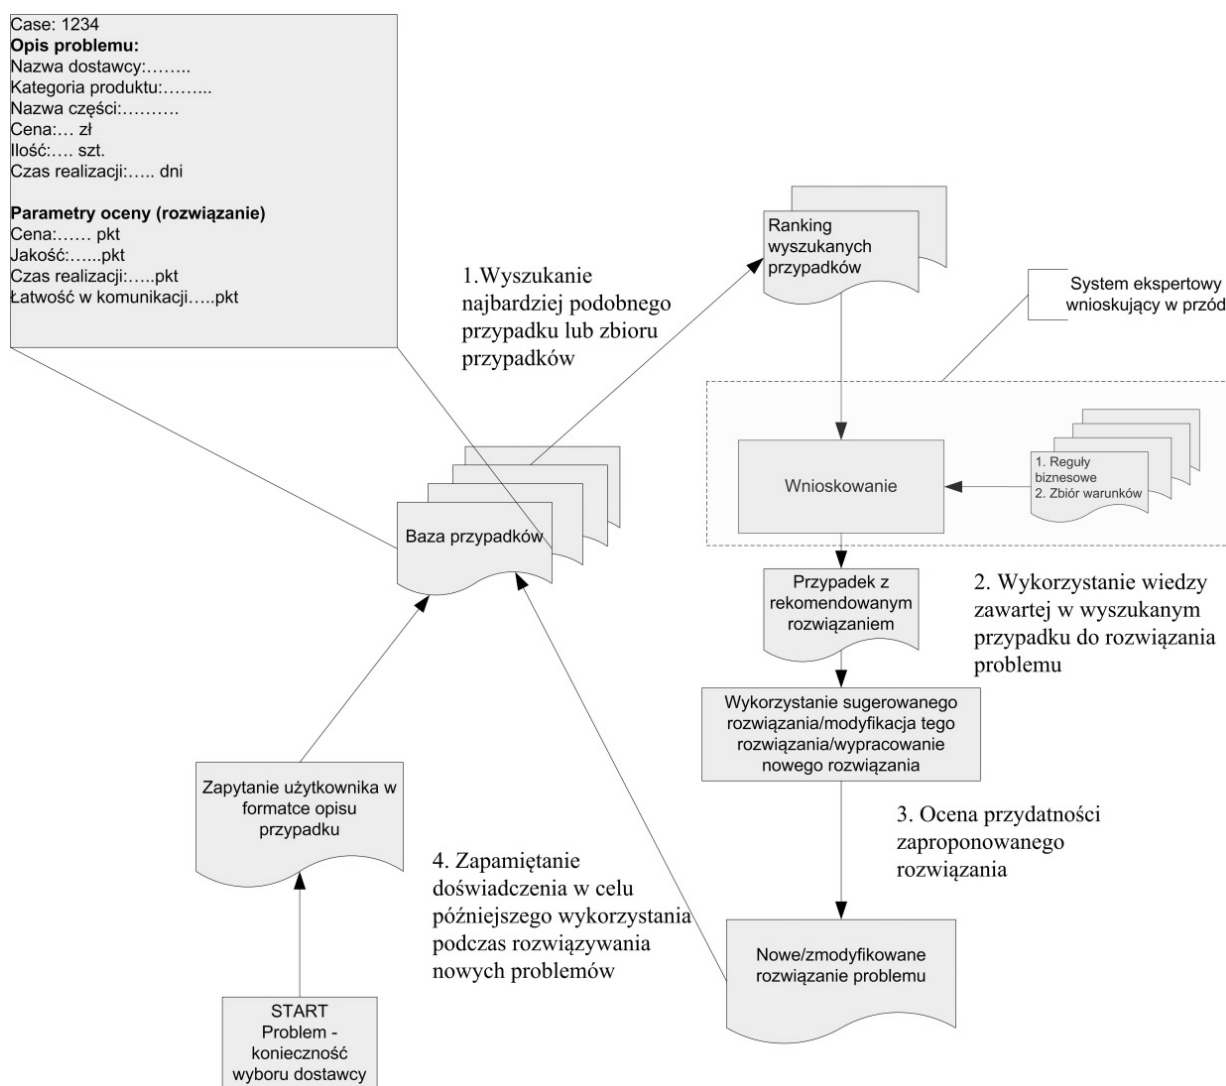 Case: 1234
Opis problemu:
Nazwa dostawcy:……..
Kategoria produktu:……...
Nazwa części:……….
Cena:… zł
Ilość:…. szt.
Czas realizacji:….. dni
Parametry oceny (rozwiązanie)
Cena:…… pkt
Jakość:…...pkt
Czas realizacji:…..pkt
Łatwość w komunikacji…..pkt
1.Wyszukanie
najbardziej podobnego
przypadku lub zbioru
przypadków
Ranking
wyszukanych
przypadków
System ekspertowy
wnioskujący w przód
Wnioskowanie
1. Reguły
biznesowe
2. Zbiór warunków
Baza przypadków
Przypadek z
rekomendowanym
rozwiązaniem
2. Wykorzystanie wiedzy
zawartej w wyszukanym
przypadku do rozwiązania
problemu
Wykorzystanie sugerowanego
rozwiązania/modyfikacja tego
rozwiązania/wypracowanie
nowego rozwiązania
Zapytanie użytkownika w
formatce opisu
przypadku
3. Ocena przydatności
zaproponowanego
rozwiązania
4. Zapamiętanie
doświadczenia w celu
późniejszego wykorzystania
podczas rozwiązywania
nowych problemów
Nowe/zmodyfikowane
rozwiązanie problemu
START
Problem -
konieczność
wyboru dostawcy